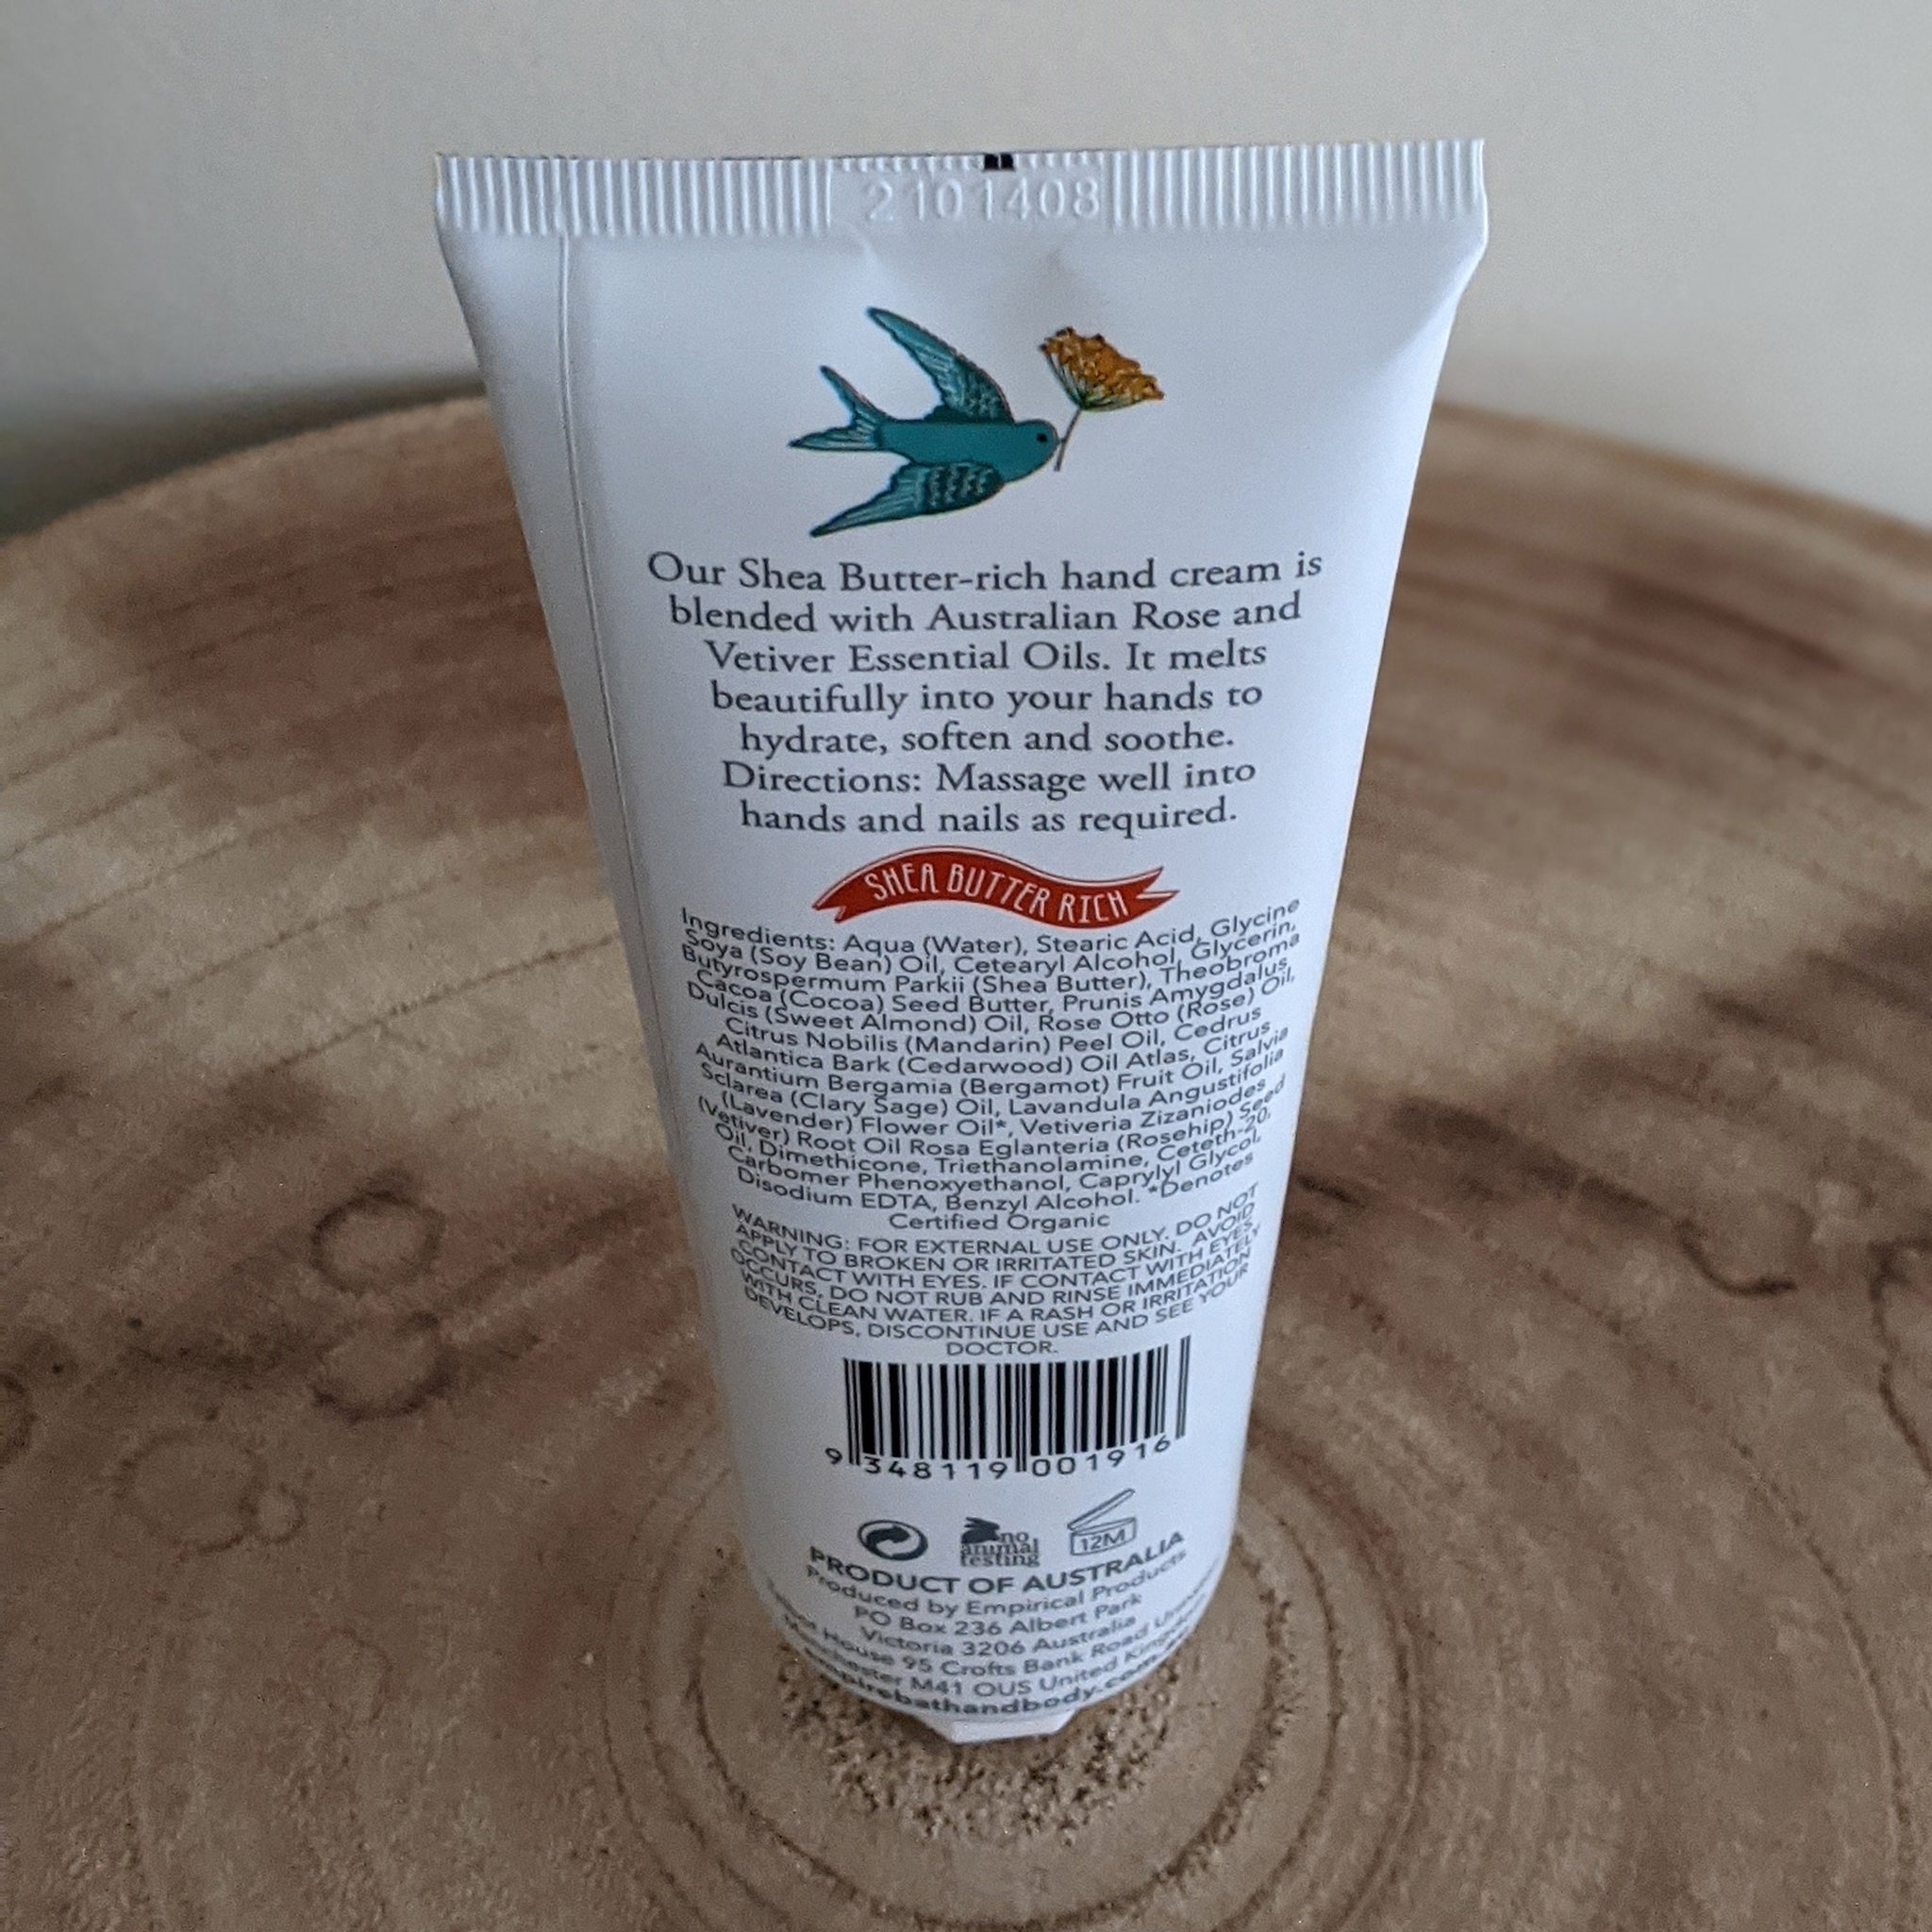 2101408
Our Shea Butter-rich hand cream is
blended with Australian Rose and
Vetiver Essential Oils. It melts
beautifully into your hands to
hydrate, soften and soothe.
Directions: Massage well into
hands and nails as required.
SHEA BUTTER RICH
Ingredients: Aqua (Water), Stearic Acid, Glycine
Soya (Soy Bean) Oil, Cetearyl Alcohol, Glycerin,
Butyrospermum Parkii (Shea Butter), Theobroma
Cacoa (Cocoa) Seed Butter, Prunis Amygdalus
Dulcis (Sweet Almond) Oil, Rose Otto (Rose) Oil,
Citrus Nobilis (Mandarin) Peel Oil, Cedrus
Atlantica Bark (Cedarwood) Oil Atlas, Citrus
Aurantium Bergamia (Bergamot) Fruit Oil, Salvia
Sclarea (Clary Sage) Oil, Lavandula Angustifolia
(Lavender) Flower Oil*, Vetiveria Zizaniodes
(Vetiver) Root Oil Rosa Eglanteria (Rosehip) Seed
Oil, Dimethicone, Triethanolamine, Ceteth-20,
Carbomer Phenoxyethanol, Caprylyl Glycol,
Disodium EDTA, Benzyl Alcohol. *Denotes
Certified Organic
WARNING: FOR EXTERNAL USE ONLY. DO NOT
APPLY TO BROKEN OR IRRITATED SKIN. AVOID
CONTACT WITH EYES. IF CONTACT WITH EYES
OCCURS, DO NOT RUB AND RINSE IMMEDIATELY
WITH CLEAN WATER. IF A RASH OR IRRITATION
DEVELOPS, DISCONTINUE USE AND SEE YOUR
DOCTOR.
9 348119 001916
no
animal
testing
12M
PRODUCT OF AUSTRALIA
Produced by Empirical Products
PO Box 236 Albert Park
Victoria 3206 Australia
House 95 Crofts Bank Road
M41 OUS United